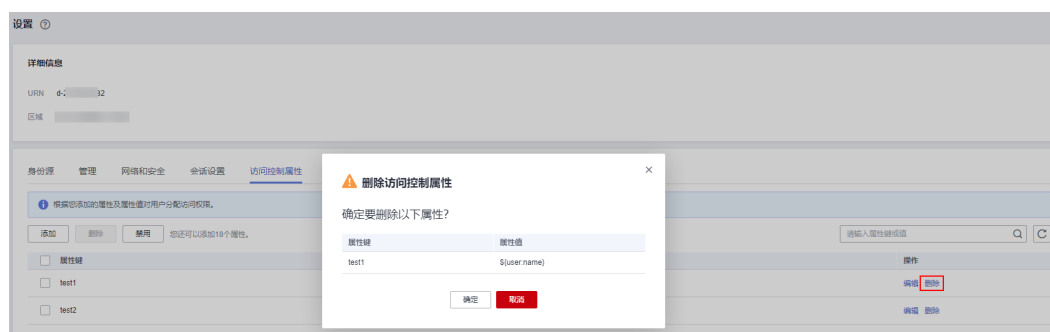 设置
详细信息
URN d-2 32
区域
身份源 管理 网络和安全 会话设置 访问控制属性
根据您添加的属性及属性值对用户分配访问权限。
添加 删除 禁用 您还可以添加18个属性。 请输入属性键或值
属性键 操作
test1 编辑 删除
test2 编辑 删除
删除访问控制属性
确定要删除以下属性?
属性键 属性值
test1 ${user:name}
确定 取消